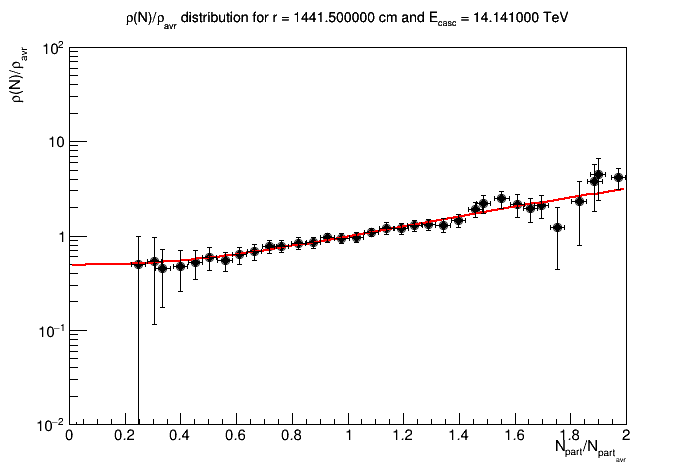 ρ(N)/ρavr distribution for r = 1441.500000 cm and Ecasc = 14.141000 TeV
ρ(N)/ρavr
10²
10
1
10⁻¹
10⁻²
0 0.2 0.4 0.6 0.8 1 1.2 1.4 1.6 1.8 2
Npart/Npartavr